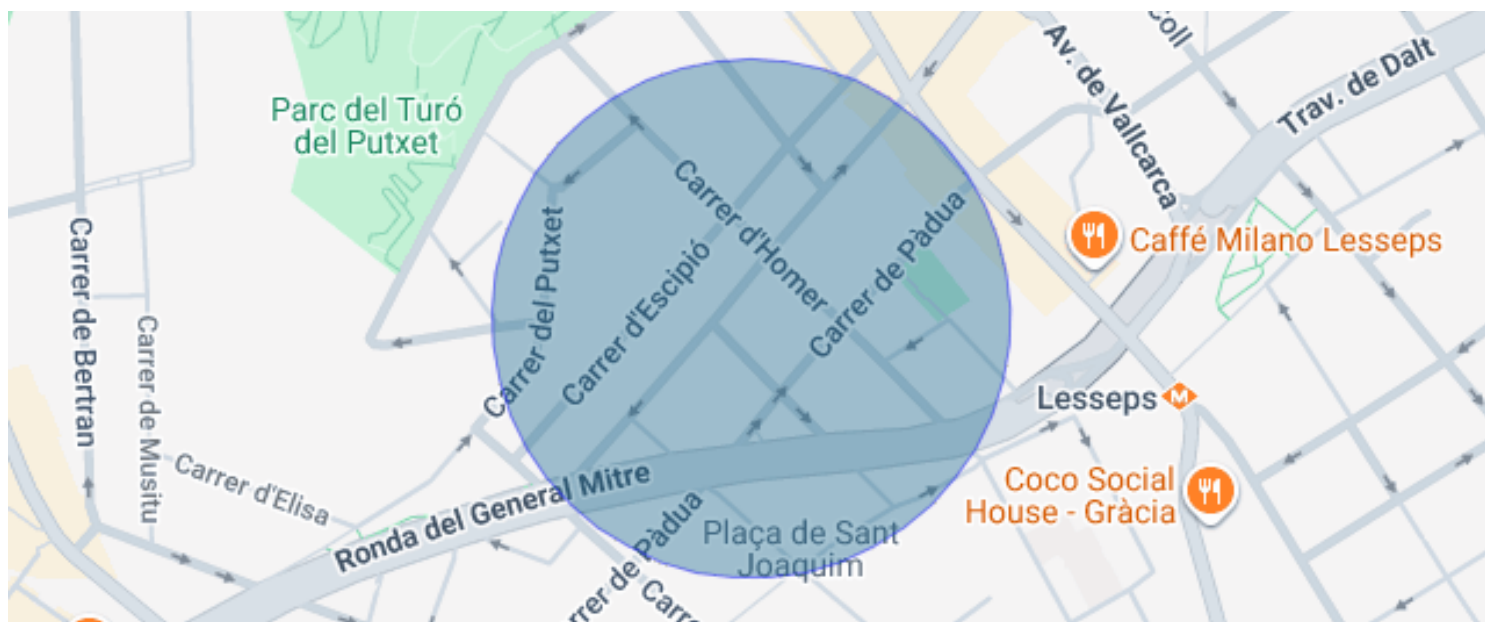 Coll
Av. de Vallcarca
Trav. de Dalt
Parc del Turó
del Putxet
Carrer d'Homer
Carrer de Pàdua
Caffé Milano Lesseps
Carrer de Bertran
Carrer de Musitu
Carrer del Putxet
Carrer d'Escipió
Lesseps
M
Carrer d'Elisa
Ronda del General Mitre
Coco Social
House - Gràcia
Plaça de Sant
Joaquim
rrer de Pàdua
Carre